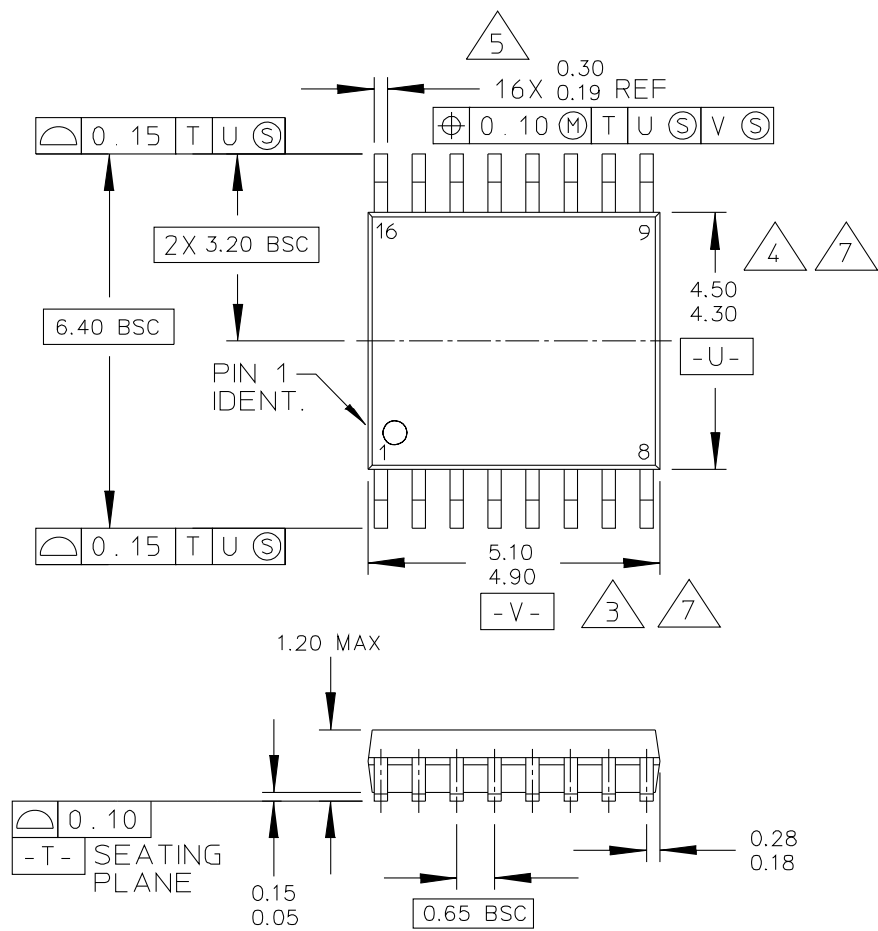 5
16X 0.30
0.19 REF
⌖ 0.10 Ⓜ T U Ⓢ V Ⓢ
⌓ 0.15 T U Ⓢ
16
9
2X 3.20 BSC
4
7
4.50
4.30
6.40 BSC
-U-
PIN 1
IDENT.
1
8
⌓ 0.15 T U Ⓢ
5.10
4.90
-V-
3
7
1.20 MAX
⌓ 0.10
-T- SEATING
PLANE
0.28
0.18
0.15
0.05
0.65 BSC